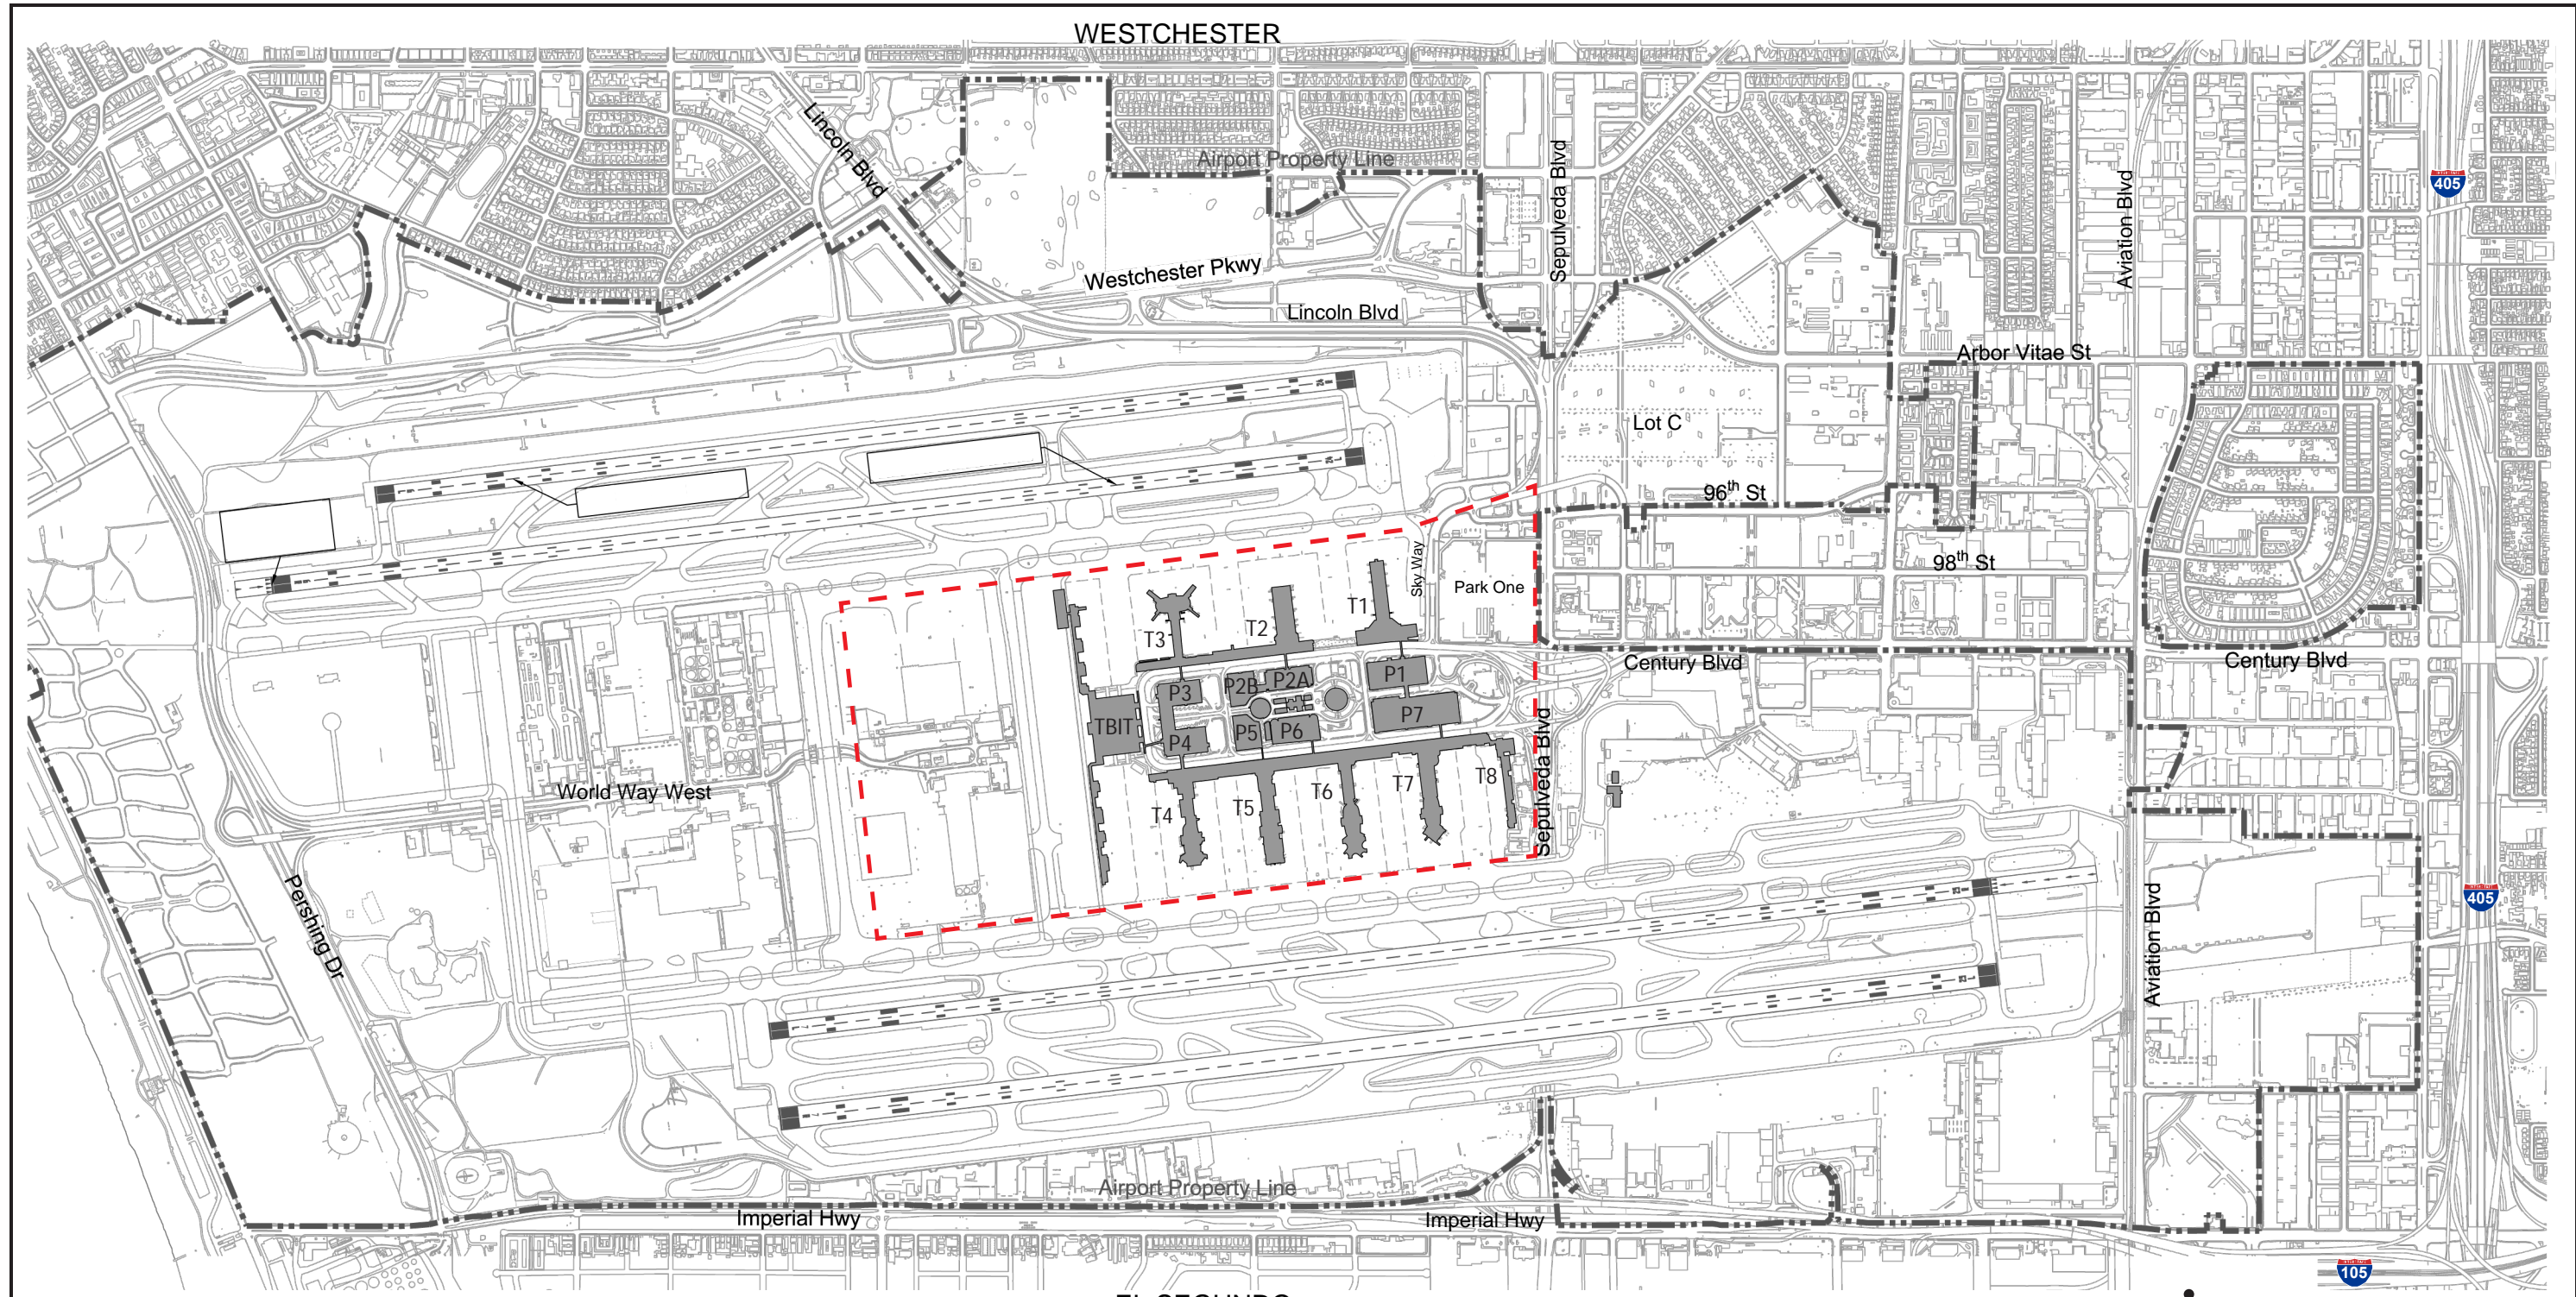 WESTCHESTER
Lincoln Blvd
Airport Property Line
Sepulveda Blvd
Aviation Blvd
405
Westchester Pkwy
Lincoln Blvd
Arbor Vitae St
Lot C
96th St
98th St
Sky Way
Park One
T1
T2
T3
Century Blvd
Century Blvd
P1
P2A
P2B
P3
P7
TBIT
P4
P5
P6
Sepulveda Blvd
World Way West
T4
T5
T6
T7
T8
Pershing Dr
405
Aviation Blvd
Airport Property Line
Imperial Hwy
Imperial Hwy
105